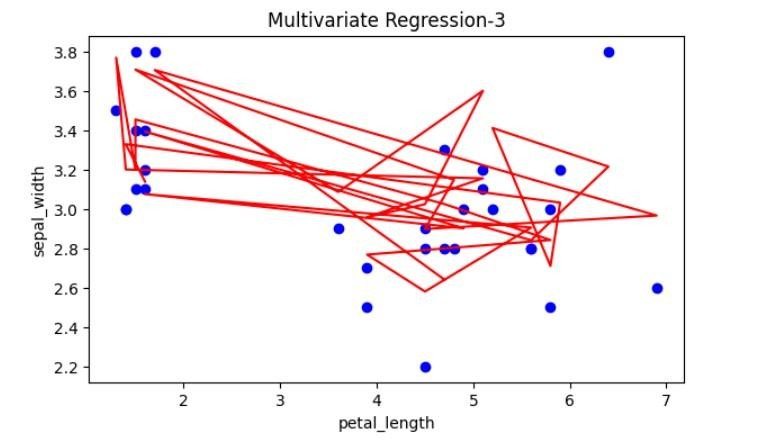 Multivariate Regression-3
3.8
3.6
3.4
3.2
3.0
2.8
2.6
2.4
2.2
sepal_width
2 3 4 5 6 7
petal_length